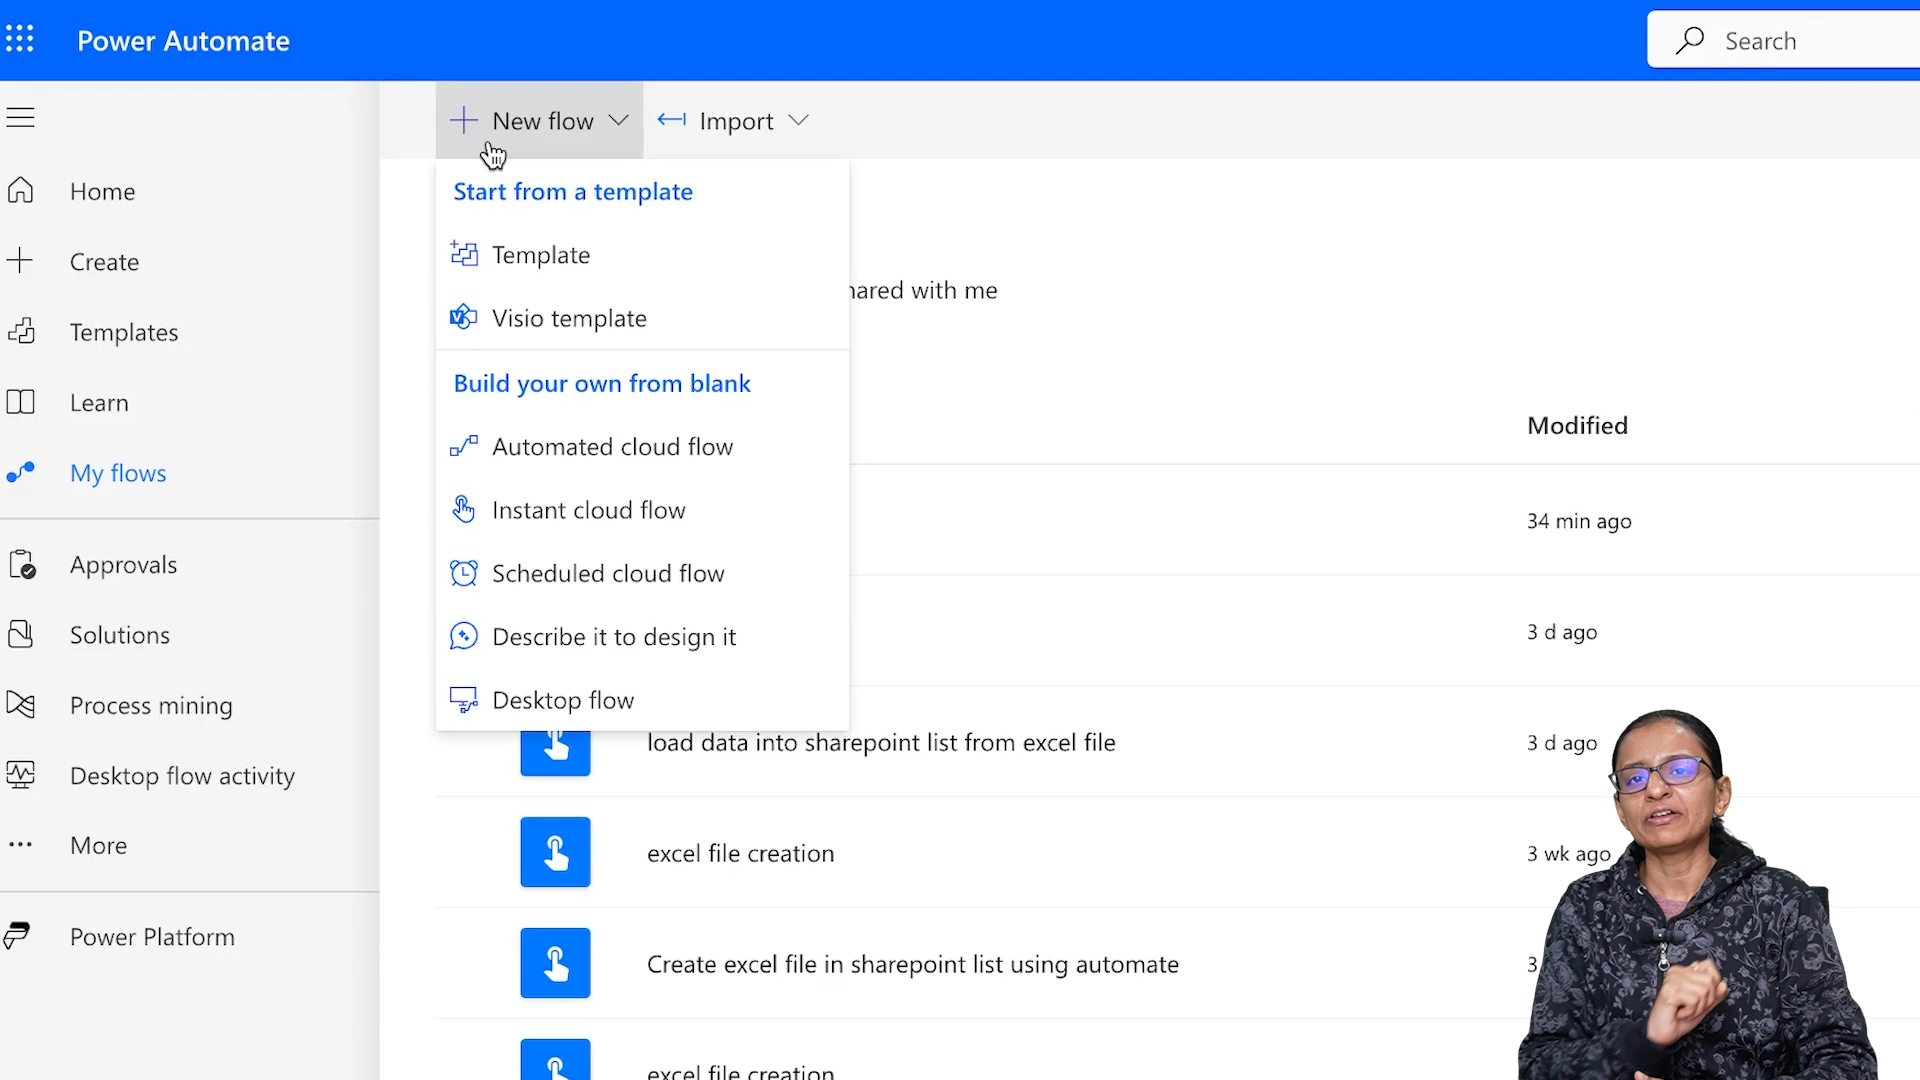 Power Automate
Search
New flow
Import
Home
Create
Templates
Learn
My flows
Approvals
Solutions
Process mining
Desktop flow activity
More
Power Platform
Start from a template
Template
Visio template
Build your own from blank
Automated cloud flow
Instant cloud flow
Scheduled cloud flow
Describe it to design it
Desktop flow
hared with me
Modified
34 min ago
3 d ago
load data into sharepoint list from excel file
3 d ago
excel file creation
3 wk ago
Create excel file in sharepoint list using automate
3
excel file creation